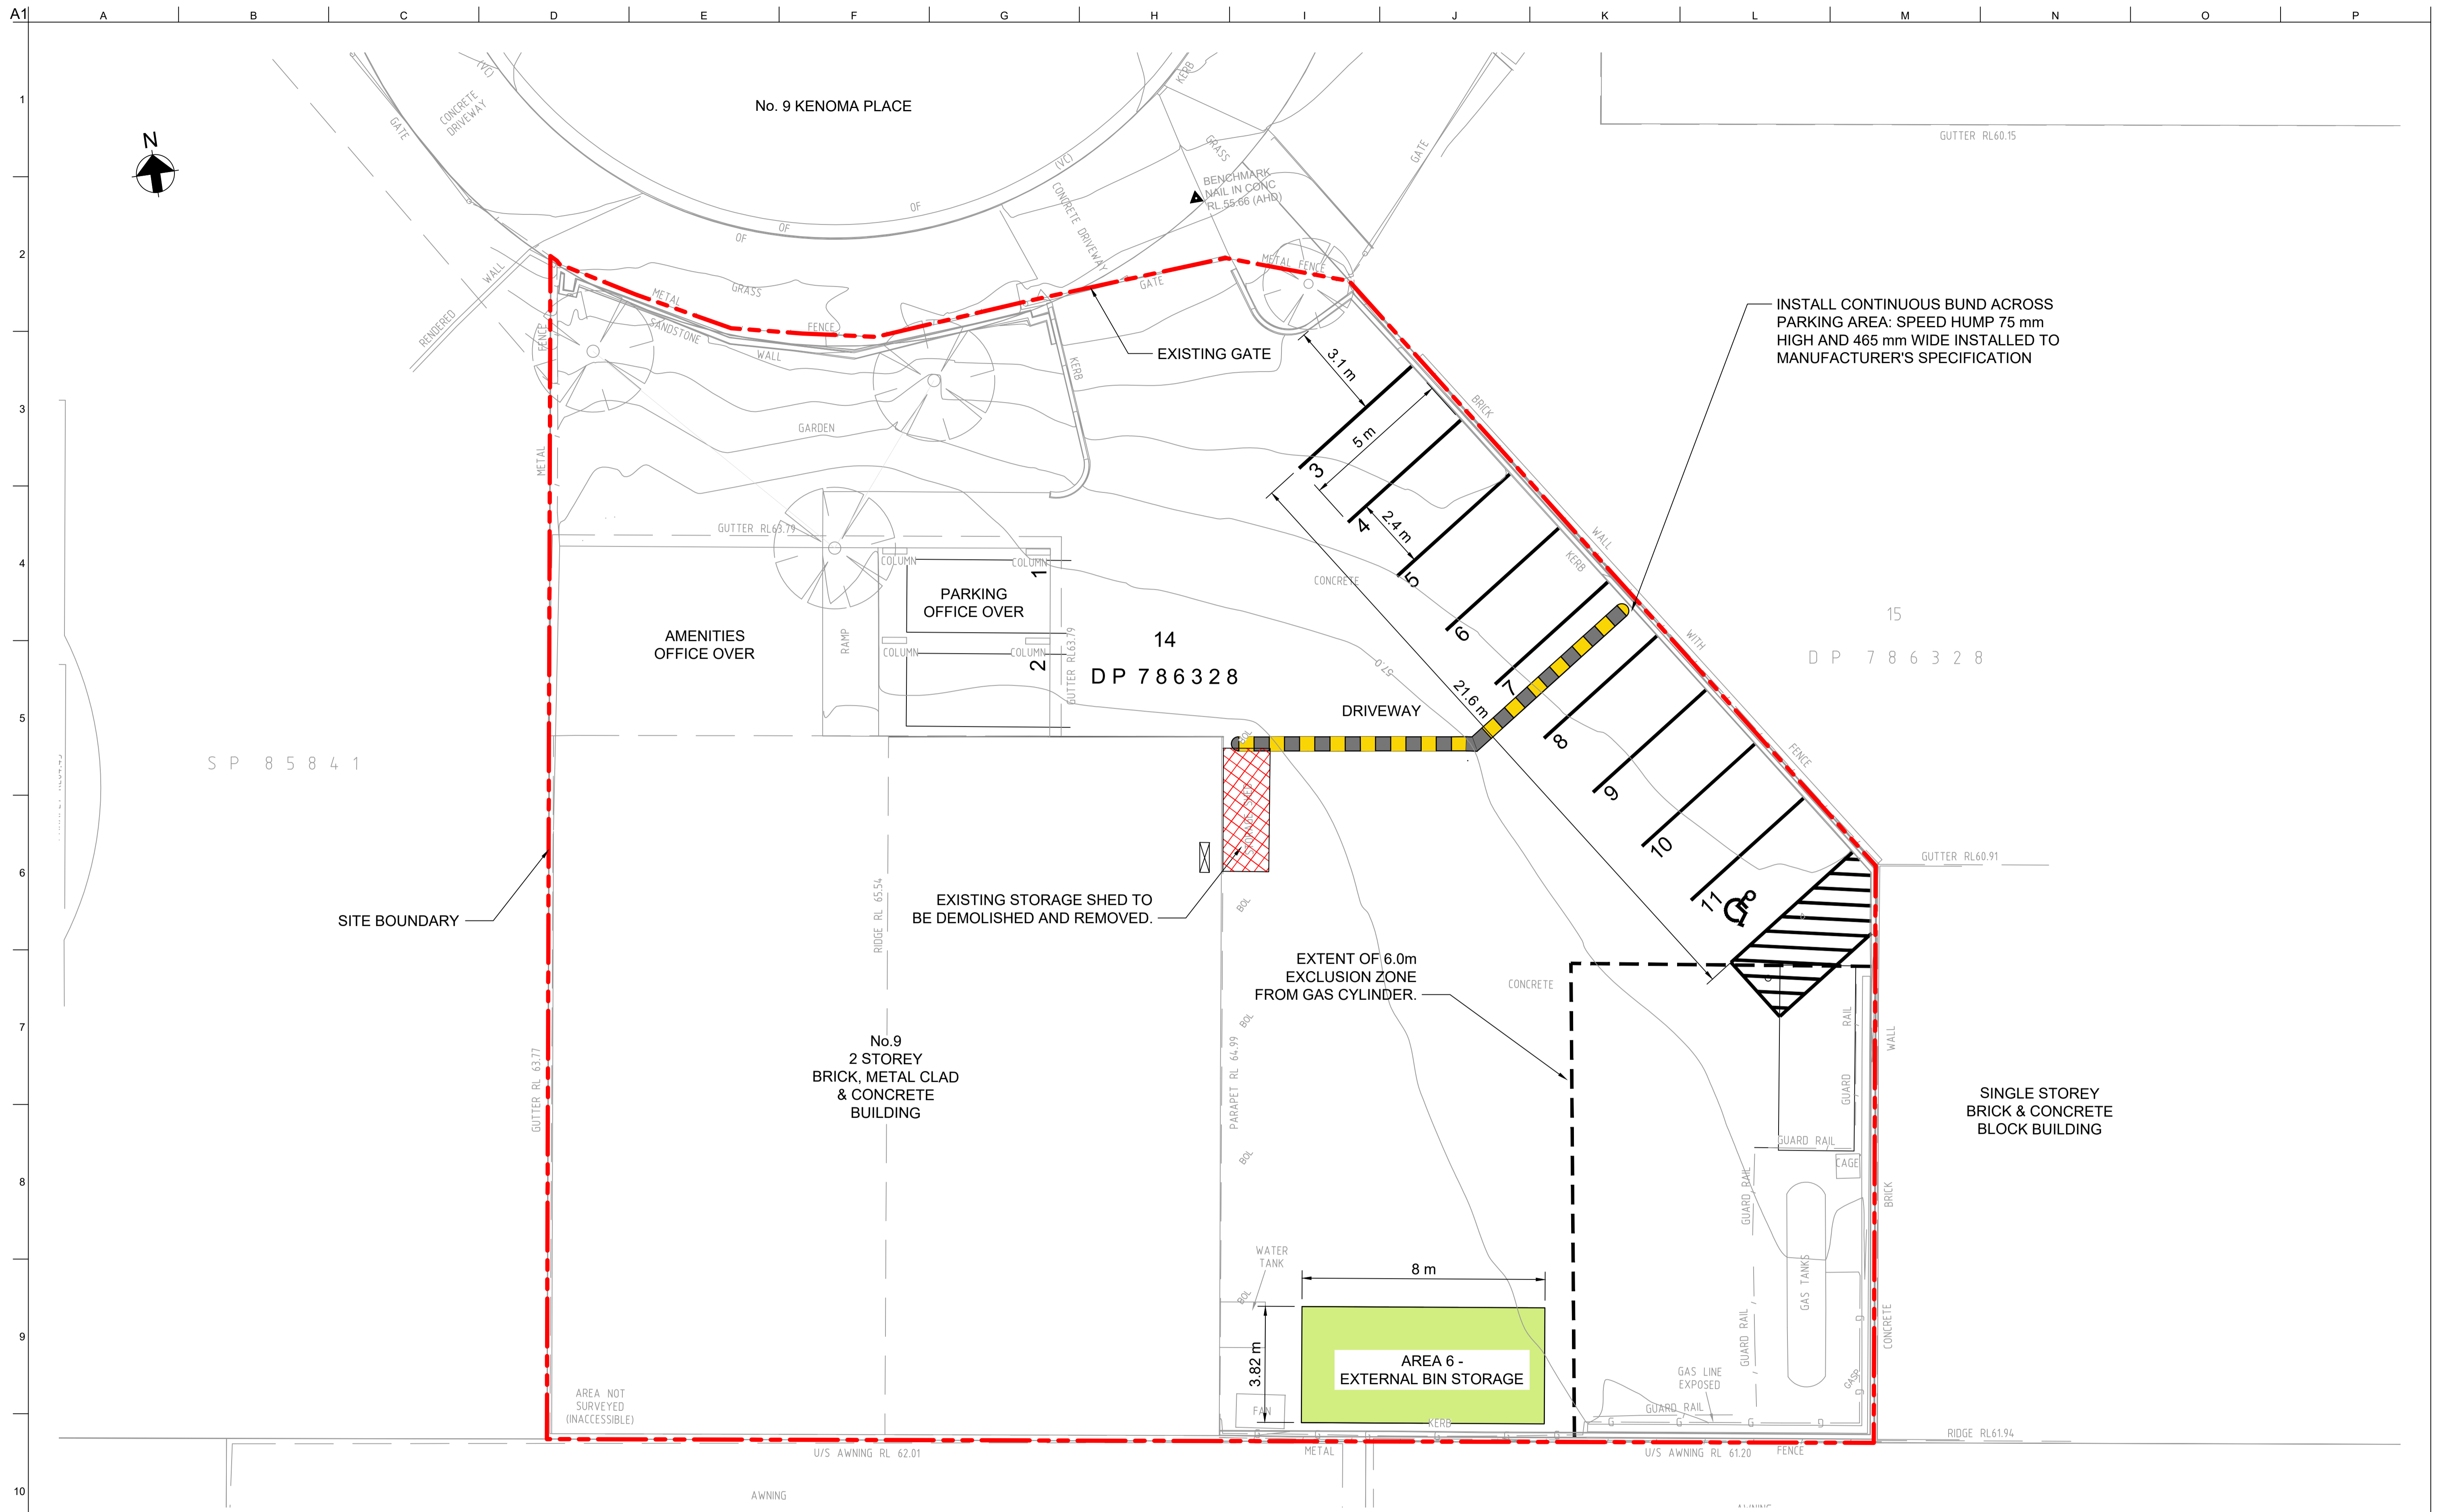 A1
A
B
C
D
E
F
G
H
I
J
K
L
M
N
O
P
1
2
3
4
5
6
7
8
9
10
N
No. 9 KENOMA PLACE
(VC)
CONCRETE
DRIVEWAY
GATE
KERB
GRASS
(VC)
OF
OF
OF
CONCRETE DRIVEWAY
BENCHMARK
NAIL IN CONC
RL.55.66 (AHD)
GATE
GUTTER RL60.15
RENDERED
WALL
METAL
FENCE
METAL
GRASS
FENCE
SANDSTONE
WALL
GATE
METAL FENCE
KERB
EXISTING GATE
GARDEN
INSTALL CONTINUOUS BUND ACROSS
PARKING AREA: SPEED HUMP 75 mm
HIGH AND 465 mm WIDE INSTALLED TO
MANUFACTURER'S SPECIFICATION
3.1 m
5 m
2.4 m
21.6 m
3
4
5
6
7
8
9
10
11
BRICK
WALL
WITH
FENCE
KERB
CONCRETE
57.0
GUTTER RL63.79
COLUMN
COLUMN
1
PARKING
OFFICE OVER
COLUMN
COLUMN
2
RAMP
GUTTER RL63.79
AMENITIES
OFFICE OVER
14
DP 786328
15
DP 786328
SP 85841
DRIVEWAY
BOL
STORAGE SHED
EXISTING STORAGE SHED TO
BE DEMOLISHED AND REMOVED.
BOL
SITE BOUNDARY
RIDGE RL 65.54
GUTTER RL60.91
EXTENT OF 6.0m
EXCLUSION ZONE
FROM GAS CYLINDER.
CONCRETE
BOL
PARAPET RL 64.99
GUTTER RL 63.77
No.9
2 STOREY
BRICK, METAL CLAD
& CONCRETE
BUILDING
RAIL
GUARD
WALL
BRICK
CONCRETE
SINGLE STOREY
BRICK & CONCRETE
BLOCK BUILDING
GUARD RAIL
CAGE
GUARD RAIL
GUARD RAIL
GAS TANKS
BOL
BOL
WATER
TANK
8 m
3.82 m
AREA 6 -
EXTERNAL BIN STORAGE
FAN
KERB
GAS LINE
EXPOSED
GUARD RAIL
GASP
D
D
G
G
G
D
G
G
G
G
G
G
AREA NOT
SURVEYED
(INACCESSIBLE)
METAL
FENCE
U/S AWNING RL 62.01
U/S AWNING RL 61.20
RIDGE RL61.94
AWNING